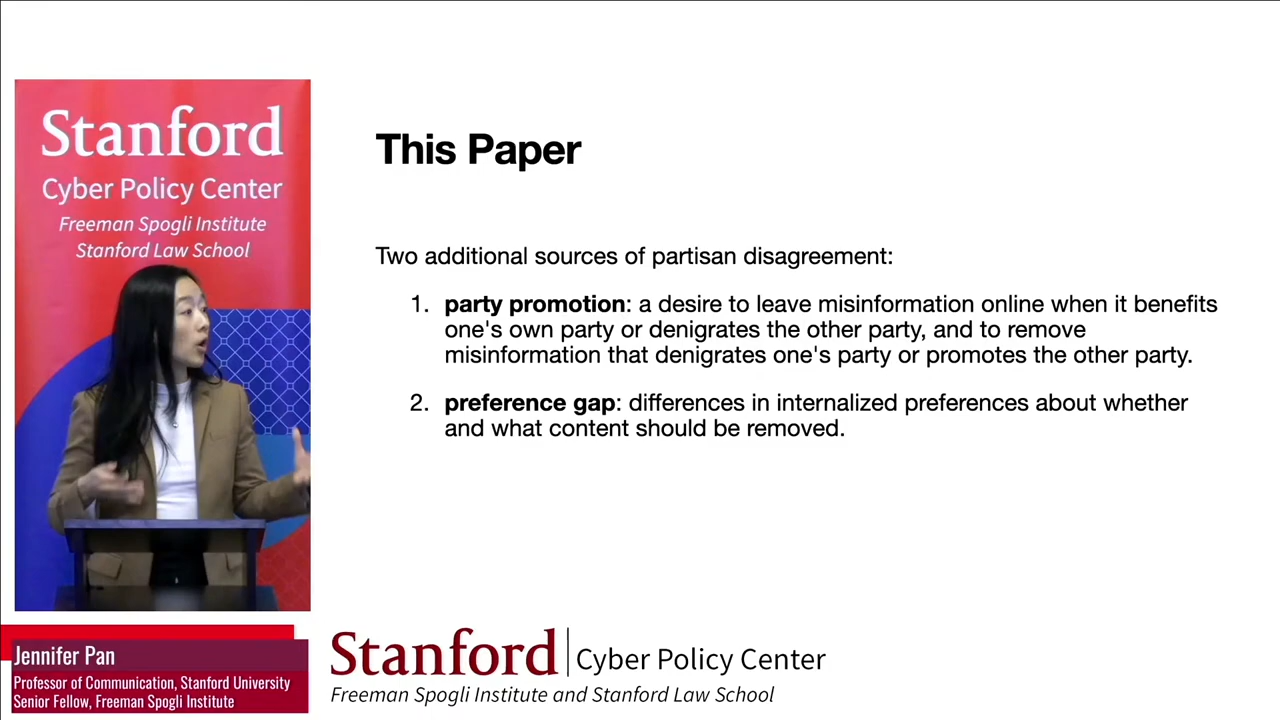 Stanford
Cyber Policy Center
Freeman Spogli Institute
Stanford Law School
This Paper
Two additional sources of partisan disagreement:
1. party promotion: a desire to leave misinformation online when it benefits
one's own party or denigrates the other party, and to remove
misinformation that denigrates one's party or promotes the other party.
2. preference gap: differences in internalized preferences about whether
and what content should be removed.
Jennifer Pan
Professor of Communication, Stanford University
Senior Fellow, Freeman Spogli Institute
Stanford | Cyber Policy Center
Freeman Spogli Institute and Stanford Law School